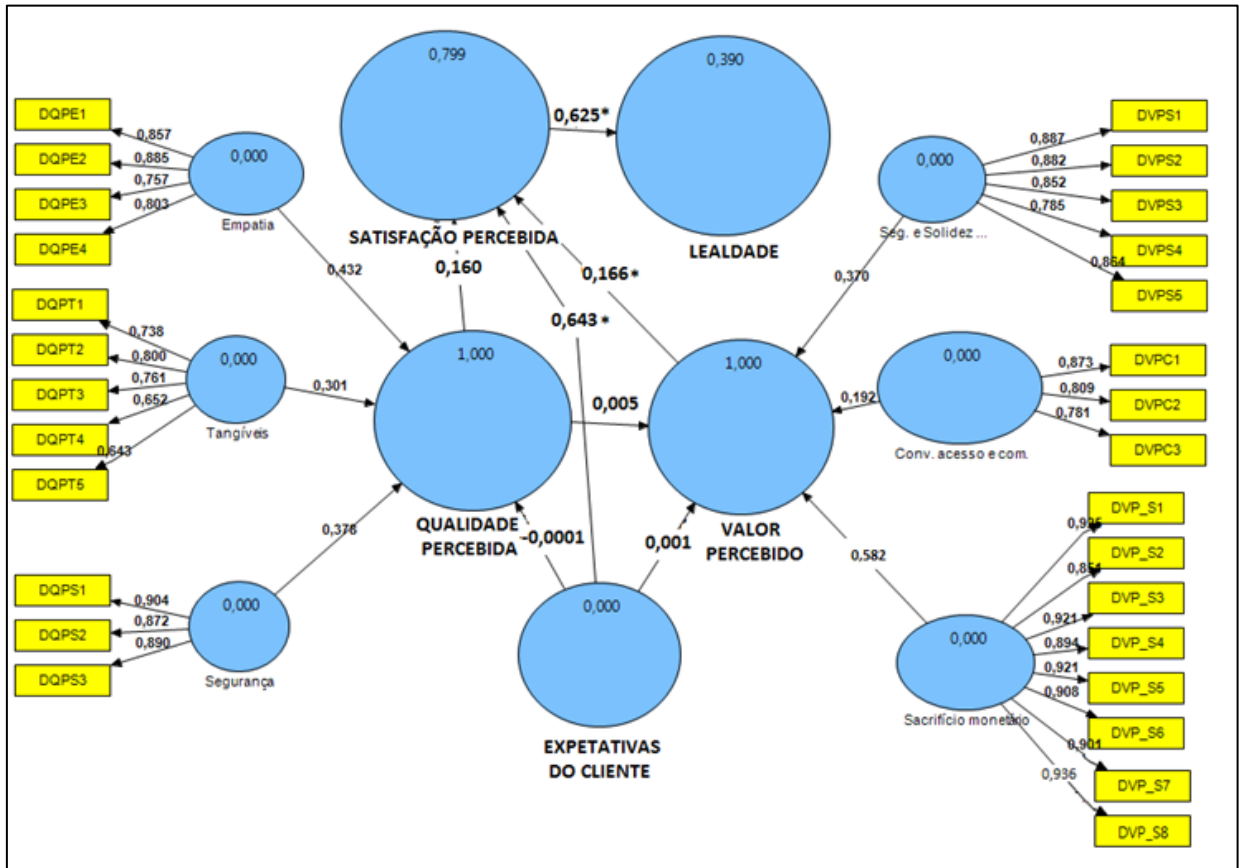 0,799
0,390
0,625*
DQPE1
DQPE2
DQPE3
DQPE4
0,857
0,885
0,757
0,803
0,000
Empatia
0,432
SATISFAÇÃO PERCEBIDA
0,160
LEALDADE
0,166*
0,643*
0,000
Seg. e Solidez ...
0,887
0,882
0,852
0,785
0,864
DVPS1
DVPS2
DVPS3
DVPS4
DVPS5
0,370
DQPT1
DQPT2
DQPT3
DQPT4
DQPT5
0,738
0,800
0,761
0,652
0,643
0,000
Tangíveis
0,301
1,000
QUALIDADE
PERCEBIDA
0,005
1,000
VALOR
PERCEBIDO
0,192
0,000
Conv. acesso e com.
0,873
0,809
0,781
DVPC1
DVPC2
DVPC3
0,378
-0,0001
0,001
0,582
DQPS1
DQPS2
DQPS3
0,904
0,872
0,890
0,000
Segurança
0,000
EXPETATIVAS
DO CLIENTE
0,000
Sacrifício monetário
0,921
0,894
0,921
0,908
0,901
0,936
DVP_S1
DVP_S2
DVP_S3
DVP_S4
DVP_S5
DVP_S6
DVP_S7
DVP_S8